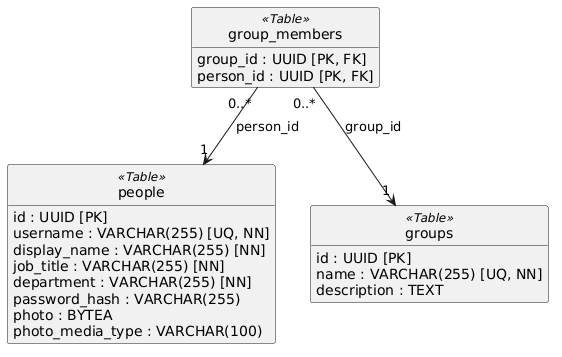 «Table»
group_members
group_id : UUID [PK, FK]
person_id : UUID [PK, FK]
0..*
0..*
person_id
group_id
1
1
«Table»
people
id : UUID [PK]
username : VARCHAR(255) [UQ, NN]
display_name : VARCHAR(255) [NN]
job_title : VARCHAR(255) [NN]
department : VARCHAR(255) [NN]
password_hash : VARCHAR(255)
photo : BYTEA
photo_media_type : VARCHAR(100)
«Table»
groups
id : UUID [PK]
name : VARCHAR(255) [UQ, NN]
description : TEXT